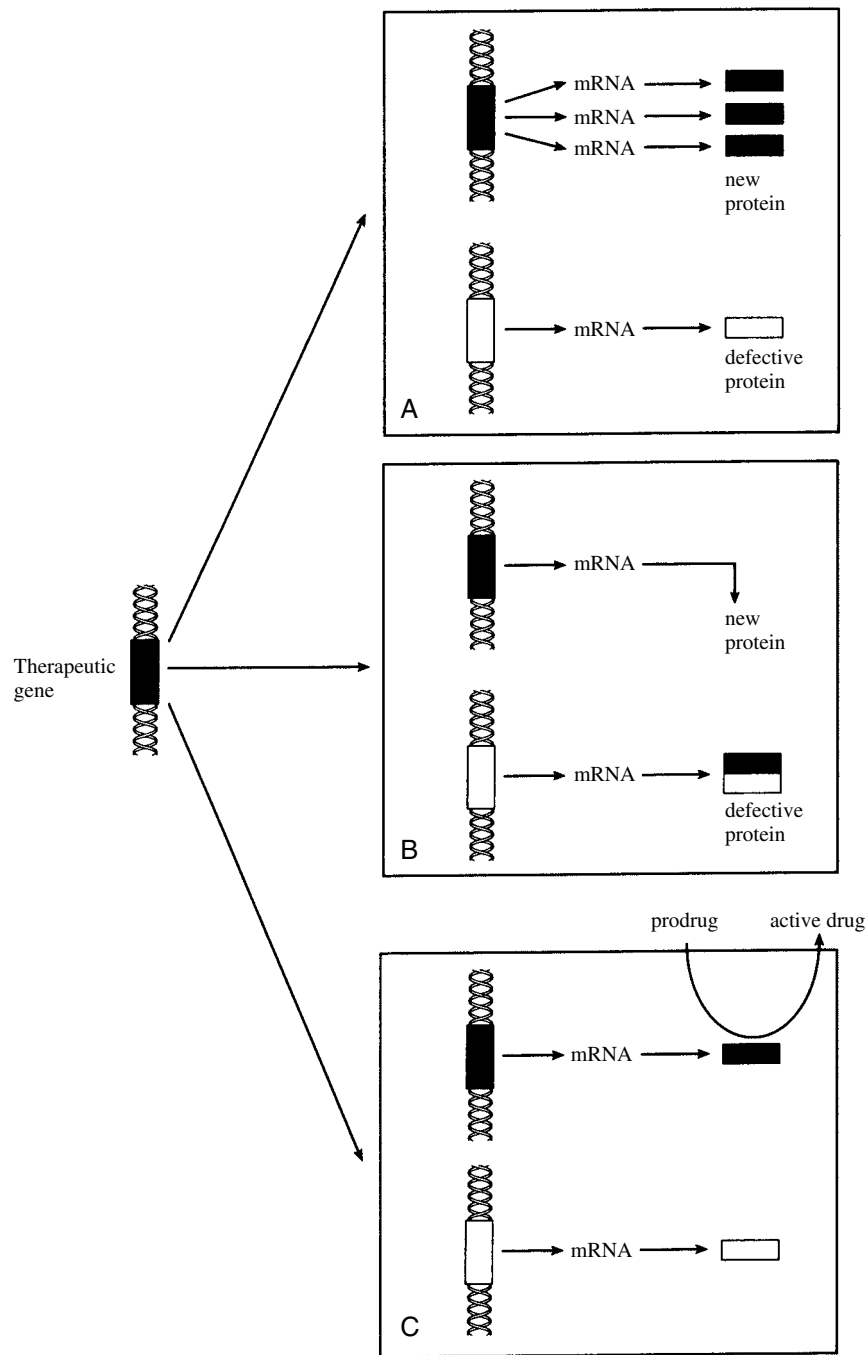 mRNA
mRNA
mRNA
new
protein
mRNA
defective
protein
A
mRNA
new
protein
Therapeutic
gene
mRNA
defective
protein
B
prodrug
active drug
mRNA
mRNA
C